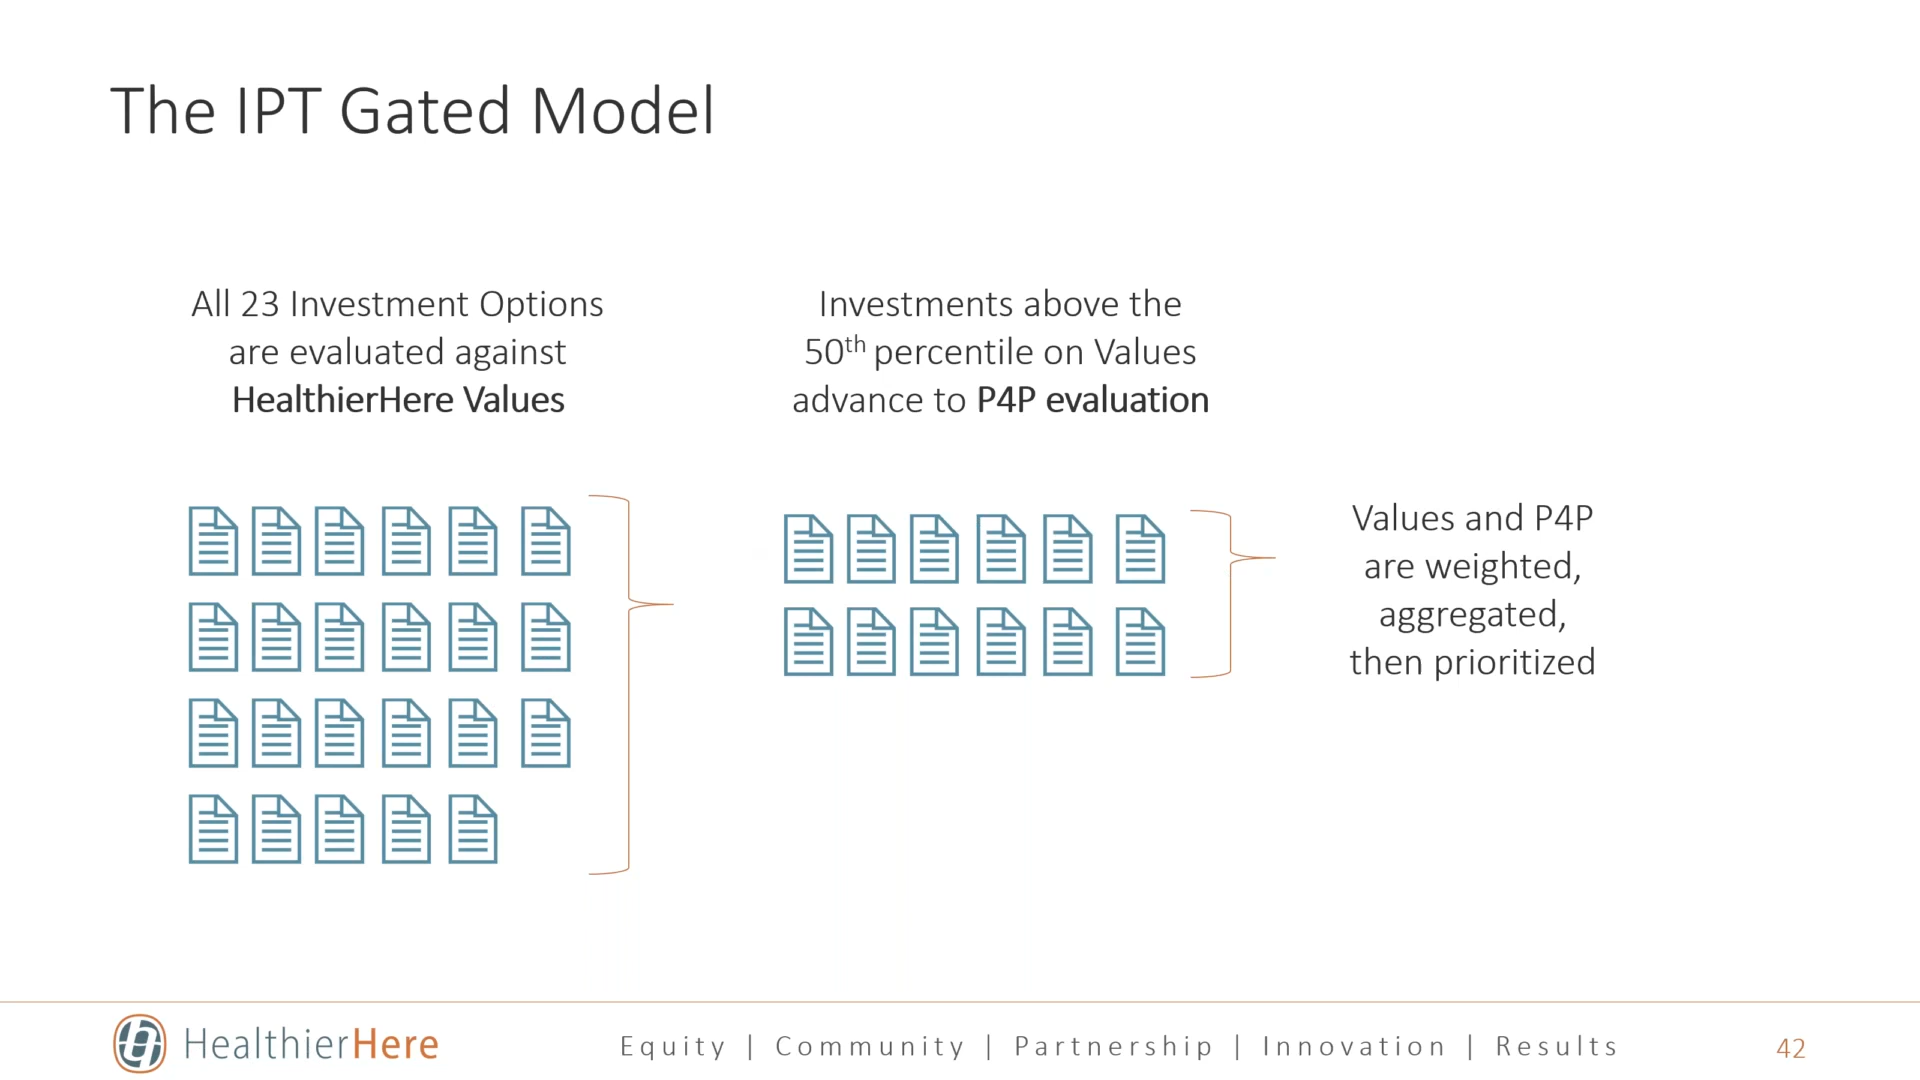 The IPT Gated Model
All 23 Investment Options
are evaluated against
HealthierHere Values
Investments above the
50th percentile on Values
advance to P4P evaluation
Values and P4P
are weighted,
aggregated,
then prioritized
HealthierHere
Equity | Community | Partnership | Innovation | Results
42